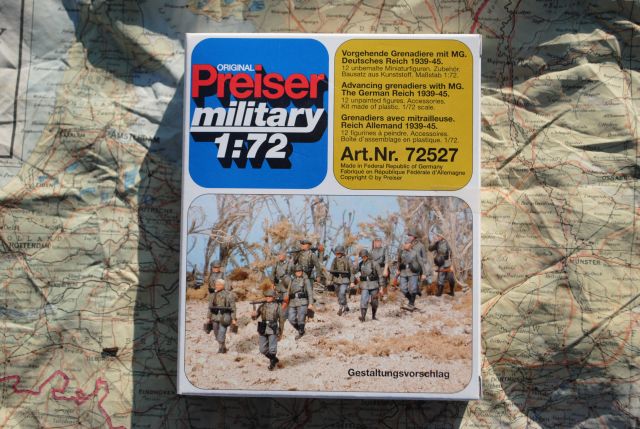 ORIGINAL
Preiser
military
1:72
Vorgehende Grenadiere mit MG.
Deutsches Reich 1939-45.
12 unbemalte Miniaturfiguren. Zubehör.
Bausatz aus Kunststoff. Maßstab 1:72.
Advancing grenadiers with MG.
The German Reich 1939-45.
12 unpainted figures. Accessories.
Kit made of plastic. 1/72 scale.
Grenadiers avec mitrailleuse.
Reich Allemand 1939-45.
12 figurines à peindre. Accessoires.
Boîte d'assemblage en plastique. 1/72.
Art.Nr. 72527
Made in Federal Republic of Germany
Fabriqué en République Fédérale d'Allemagne
Copyright © by Preiser
Gestaltungsvorschlag
AMSTERDAM
ROTTERDAM
MÜNSTER
EINDHOVEN